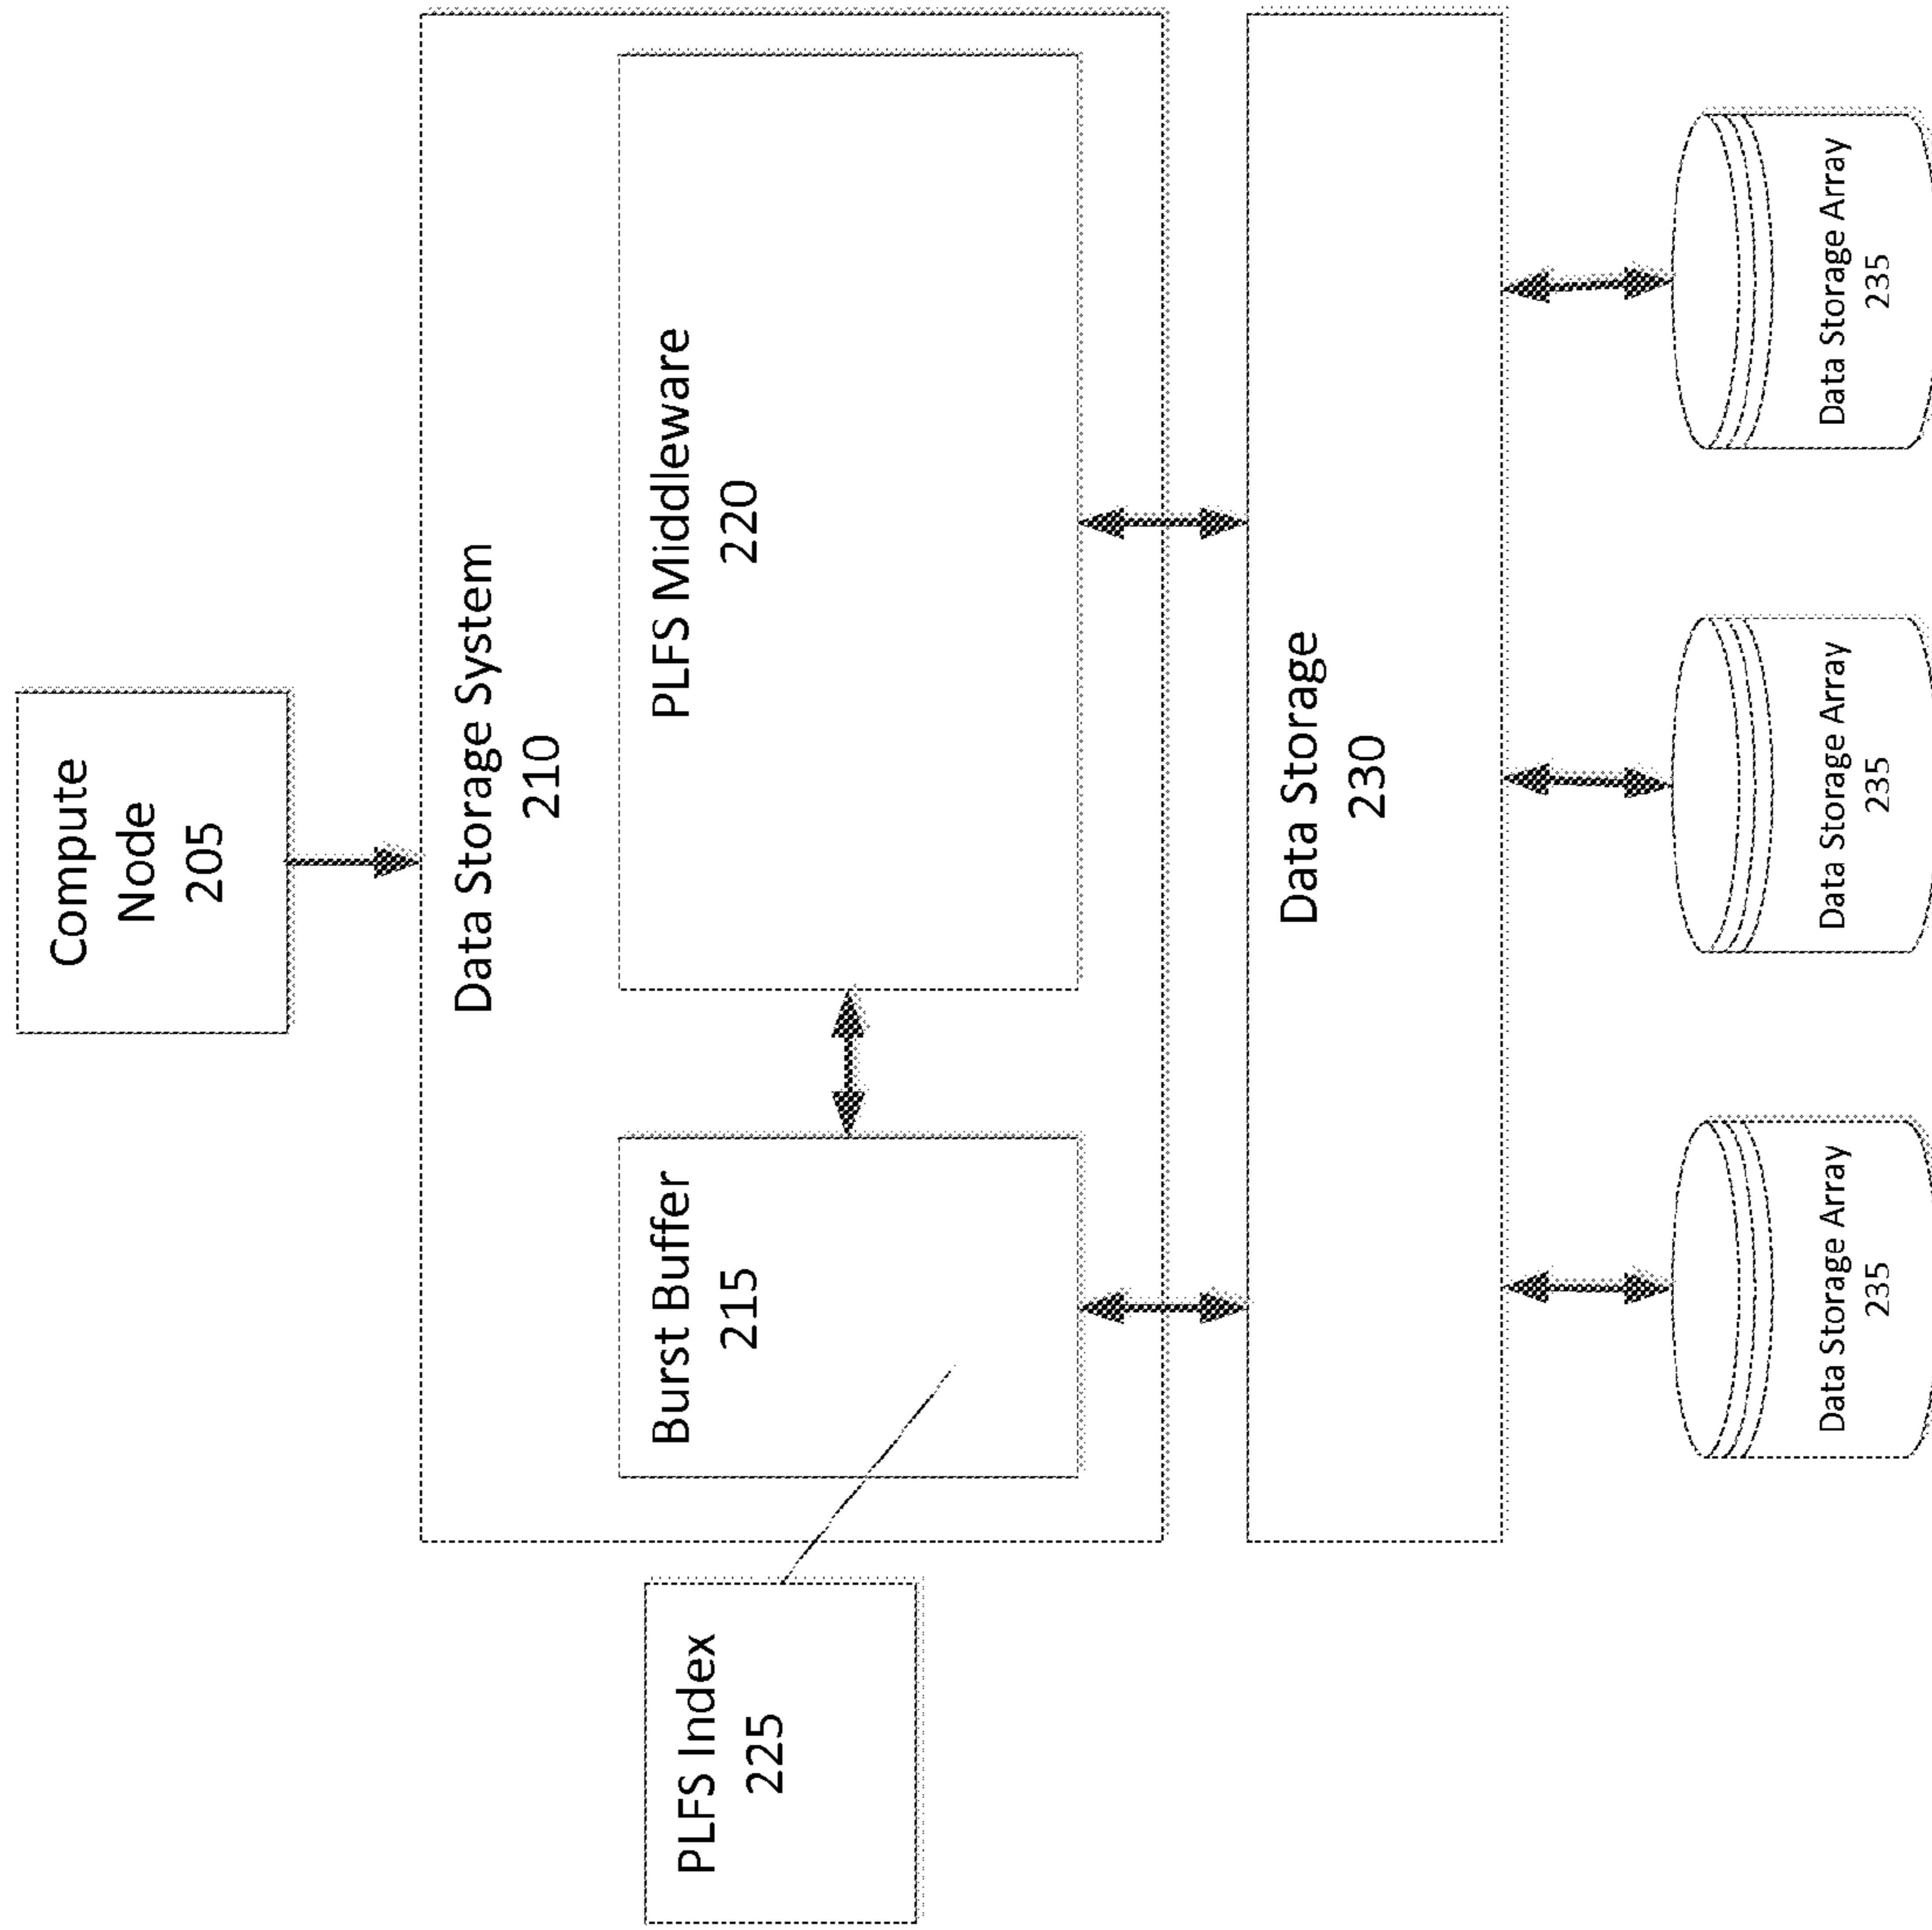 Compute
Node
205
Data Storage System
210
Burst Buffer
215
PLFS Middleware
220
PLFS Index
225
Data Storage
230
Data Storage Array
235
Data Storage Array
235
Data Storage Array
235